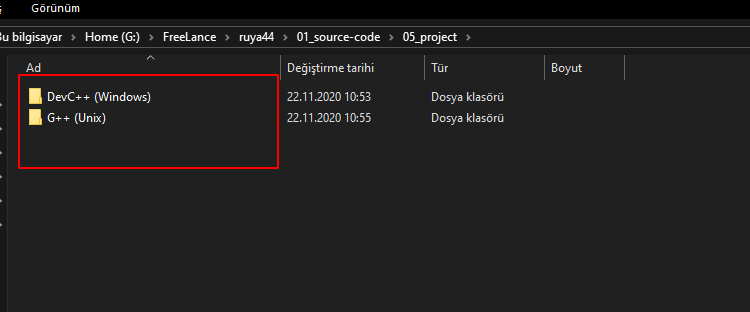 Görünüm
Bu bilgisayar > Home (G:) > FreeLance > ruya44 > 01_source-code > 05_project >
Ad Değiştirme tarihi Tür Boyut
DevC++ (Windows) 22.11.2020 10:53 Dosya klasörü
G++ (Unix) 22.11.2020 10:55 Dosya klasörü